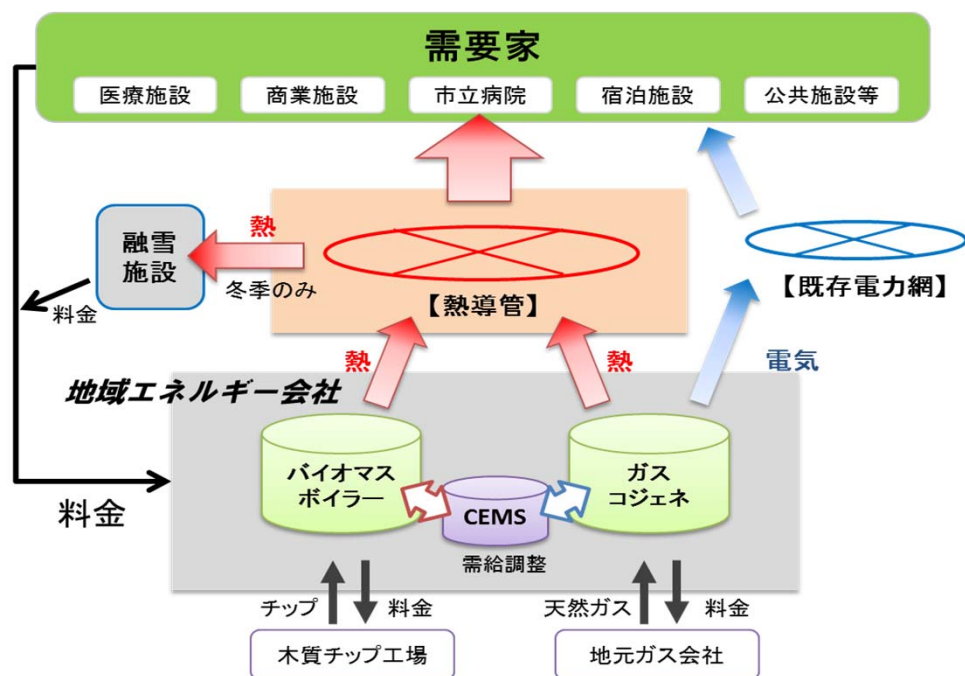 需要家
医療施設
商業施設
市立病院
宿泊施設
公共施設等
熱
融雪
施設
冬季のみ
【熱導管】
【既存電力網】
料金
熱
熱
電気
地域エネルギー会社
バイオマス
ボイラー
ガス
コジェネ
CEMS
需給調整
料金
チップ
料金
天然ガス
料金
木質チップ工場
地元ガス会社